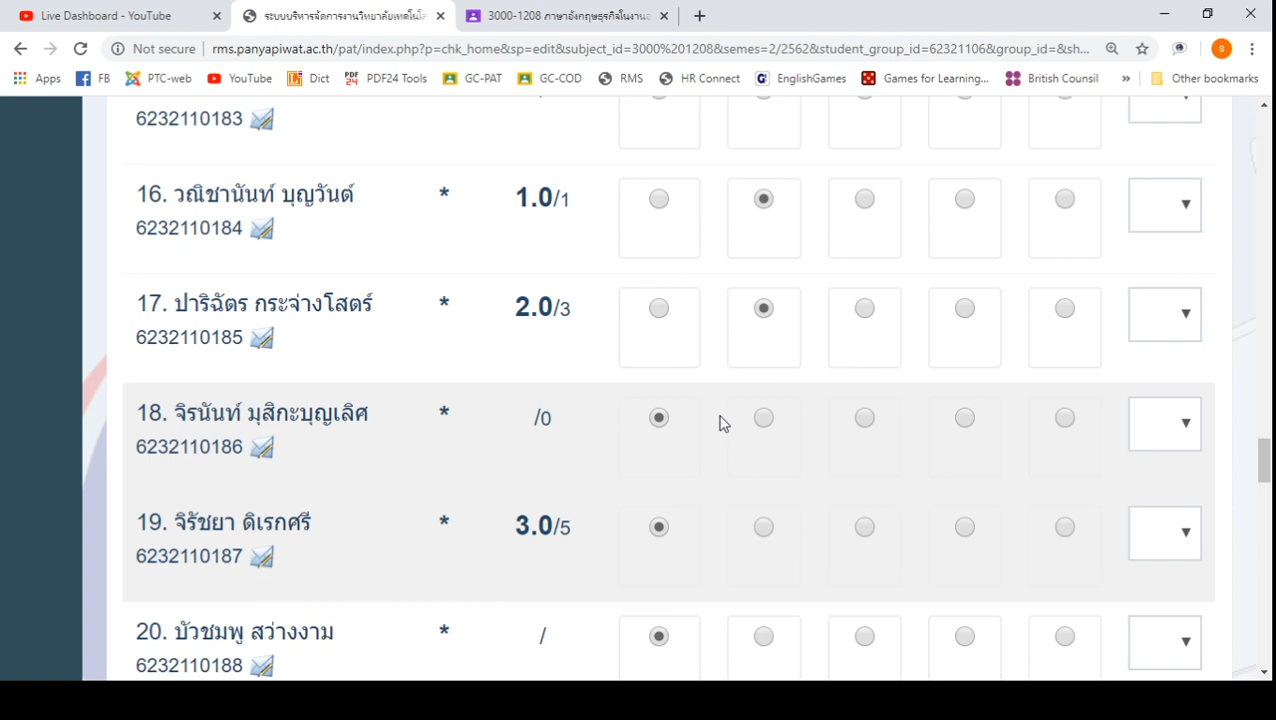 Live Dashboard - YouTube
ระบบบริหารจัดการงานวิทยาลัยเทคโนโล
3000-1208 ภาษาอังกฤษธุรกิจในงานอ
Not secure
rms.panyapiwat.ac.th/pat/index.php?p=chk_home&sp=edit&subject_id=3000%201208&semes=2/2562&student_group_id=62321106&group_id=&sh...
s
Apps FB PTC-web YouTube Dict PDF24 Tools GC-PAT GC-COD RMS HR Connect EnglishGames Games for Learning,... British Counsil » Other bookmarks
6232110183
16. วณิชานันท์ บุญวันต์ * 1.0/1
6232110184
17. ปาริฉัตร กระจ่างโสตร์ * 2.0/3
6232110185
18. จิรนันท์ มุสิกะบุญเลิศ * /0
6232110186
19. จิรัชยา ดิเรกศรี * 3.0/5
6232110187
20. บัวชมพู สว่างงาม * /
6232110188